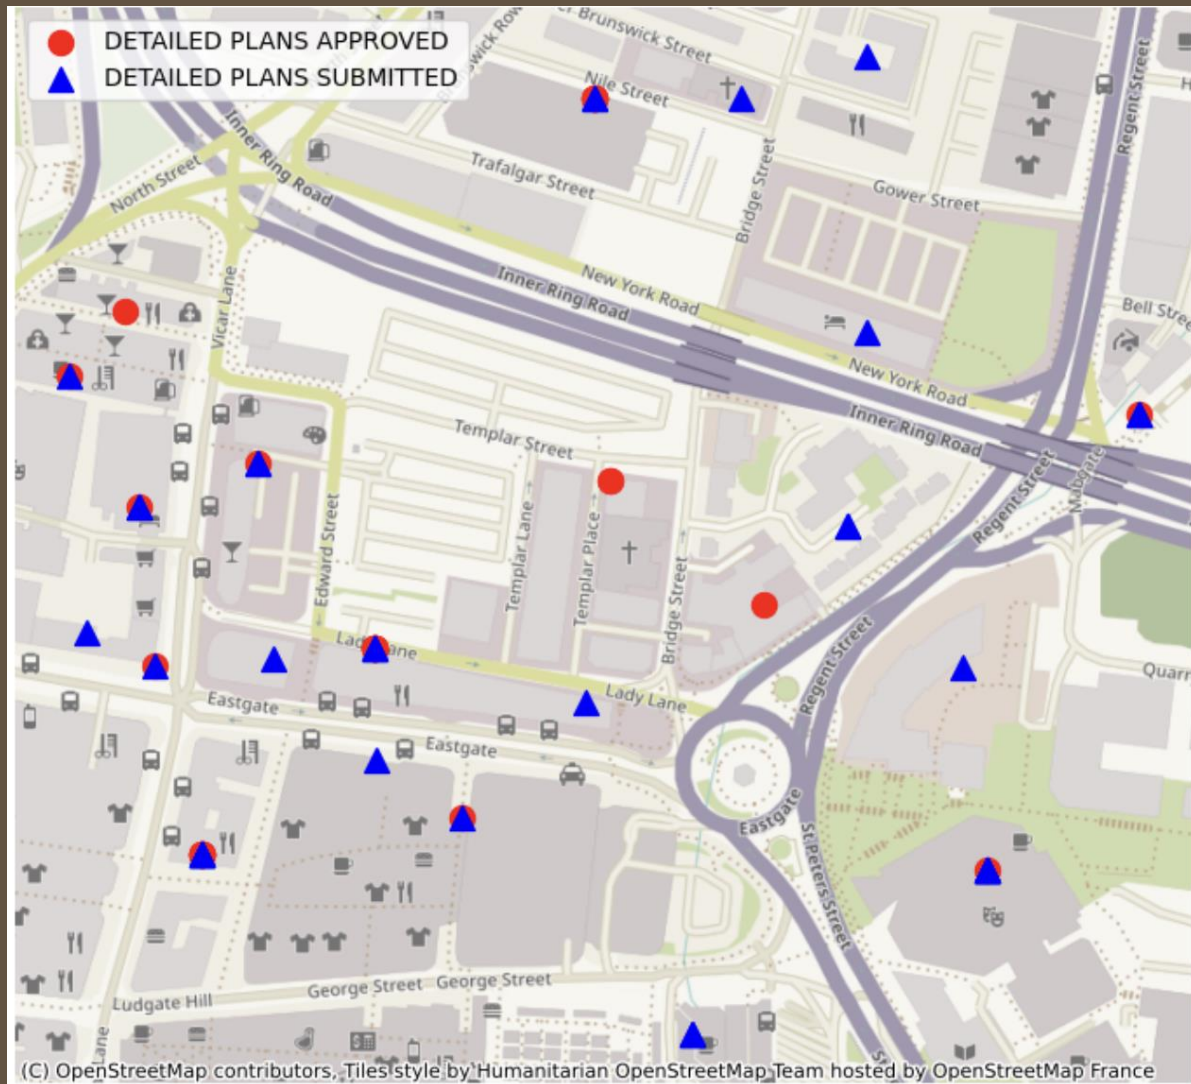 DETAILED PLANS APPROVED
DETAILED PLANS SUBMITTED
Brunswick Street
Nile Street
Regent Street
Inner Ring Road
Trafalgar Street
North Street
Bridge Street
Gower Street
New York Road
Inner Ring Road
Vicar Lane
Bell Stre
New York Road
Inner Ring Road
Templar Street
Regent Street
Mabgate
Edward Street
Templar Lane
Templar Place
Bridge Street
Regent Street
Lady Lane
Quarr
Lady Lane
Eastgate
Eastgate
Eastgate
St Peters Street
George Street
George Street
Ludgate Hill
Lane
St
(C) OpenStreetMap contributors, Tiles style by Humanitarian OpenStreetMap Team hosted by OpenStreetMap France